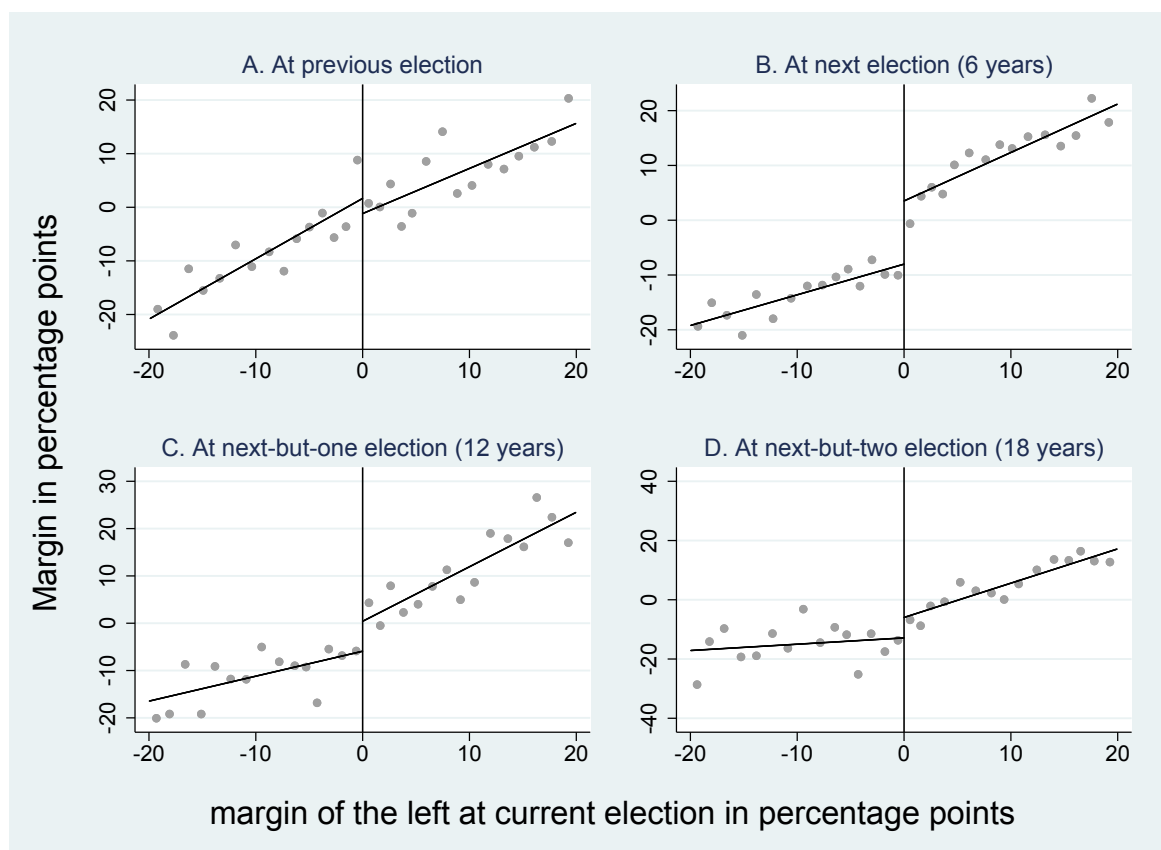 A. At previous election
20
10
0
-10
-20
-20 -10 0 10 20
B. At next election (6 years)
20
10
0
-10
-20
-20 -10 0 10 20
Margin in percentage points
C. At next-but-one election (12 years)
30
20
10
0
-10
-20
-20 -10 0 10 20
D. At next-but-two election (18 years)
40
20
0
-20
-40
-20 -10 0 10 20
margin of the left at current election in percentage points